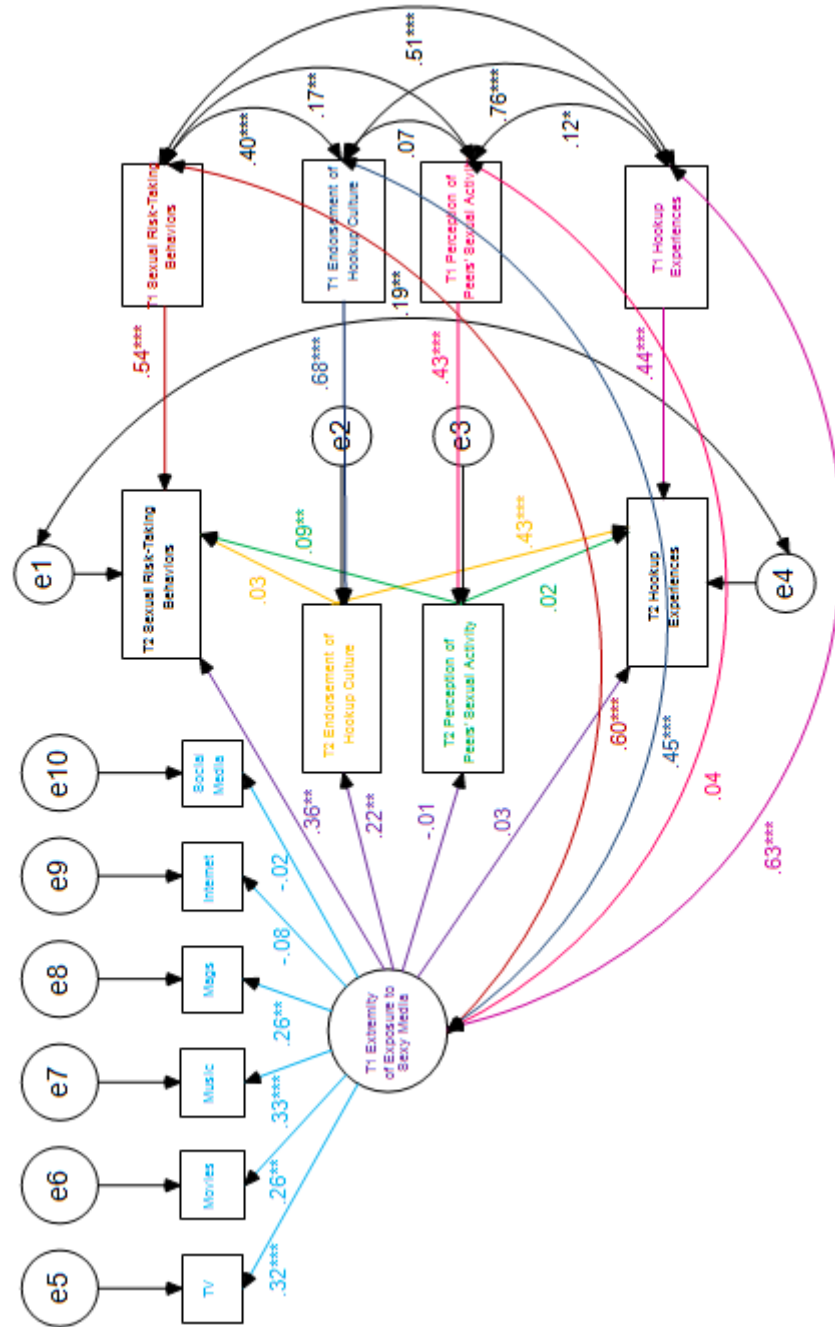 .51***
.17**
.40***
.76***
.07
.12*
T1 Sexual Risk-Taking
Behaviors
T1 Endorsement of
Hookup Culture
T1 Perception of
Peers' Sexual Activity
T1 Hookup
Experiences
.19**
.54***
.68***
.43***
.44***
e2
e3
T2 Sexual Risk-Taking
Behaviors
.09**
.43***
T2 Hookup
Experiences
e1
.03
.02
e4
T2 Endorsement of
Hookup Culture
T2 Perception of
Peers' Sexual Activity
.36**
.22**
-.01
.03
.60***
.45***
.04
.63***
e10
Social
Media
-.02
e9
Internet
-.08
e8
Mags
.26**
e7
Music
.33***
e6
Movies
.26**
e5
TV
.32***
T1 Extremity
of Exposure to
Sexy Media